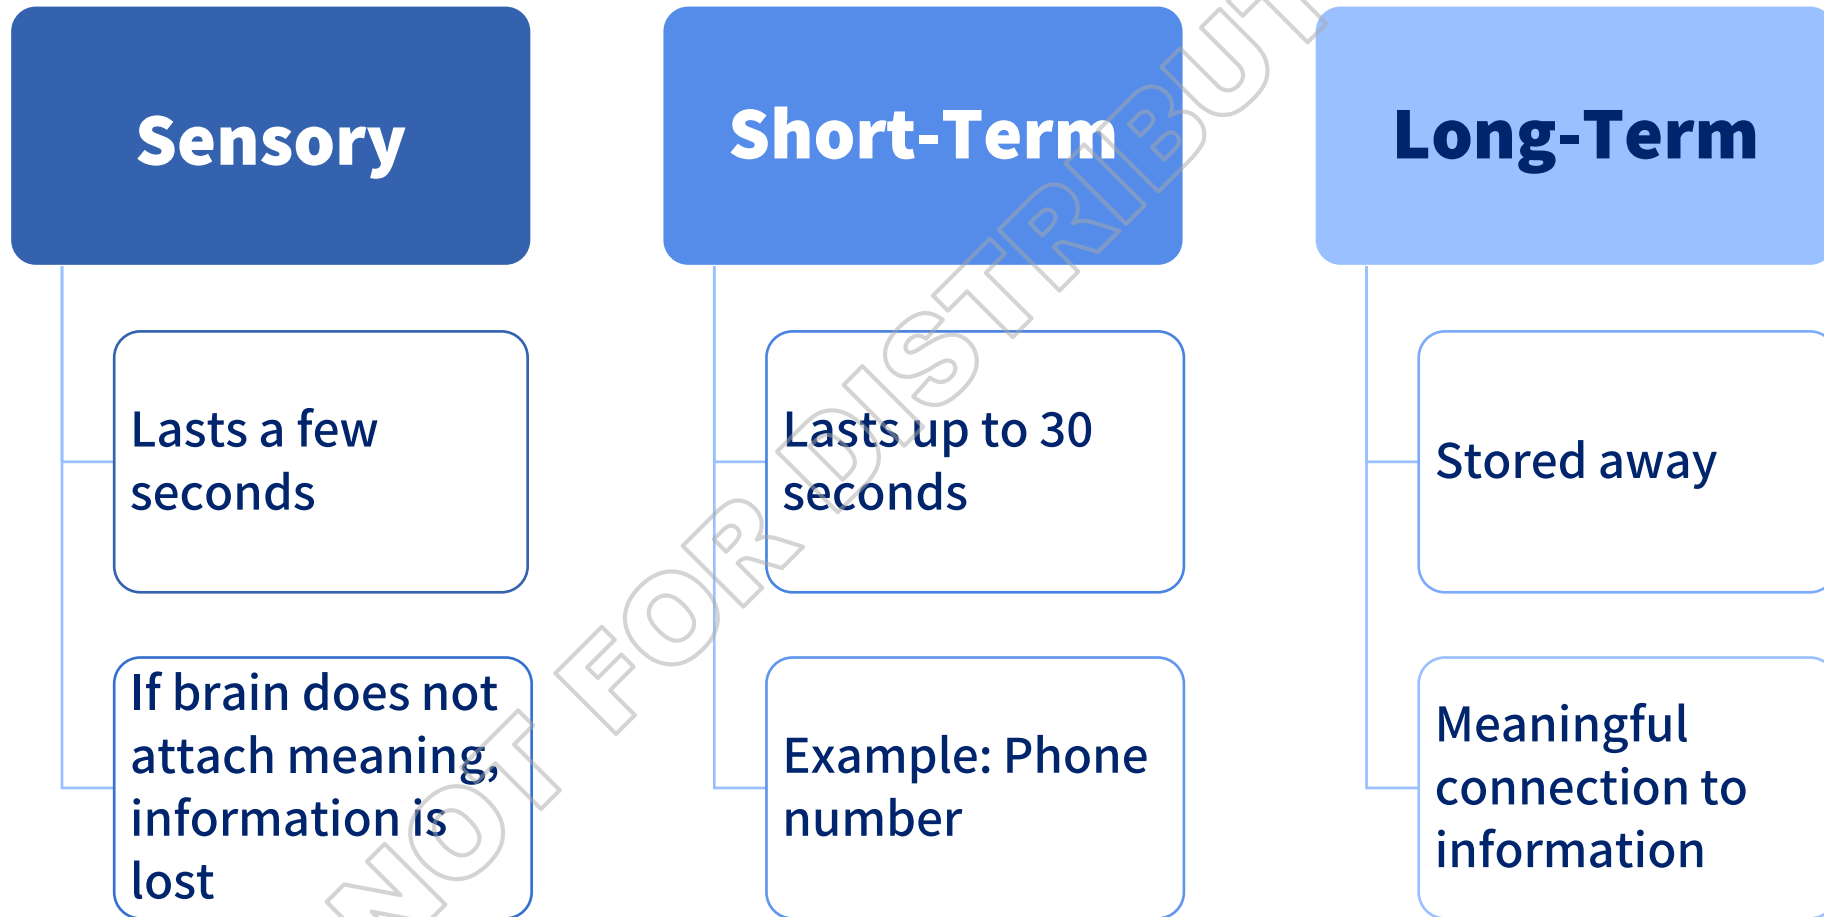 Sensory
Lasts a few
seconds
If brain does not
attach meaning,
information is
lost
Short-Term
Lasts up to 30
seconds
Example: Phone
number
Long-Term
Stored away
Meaningful
connection to
information
NOT FOR DISTRIBUT